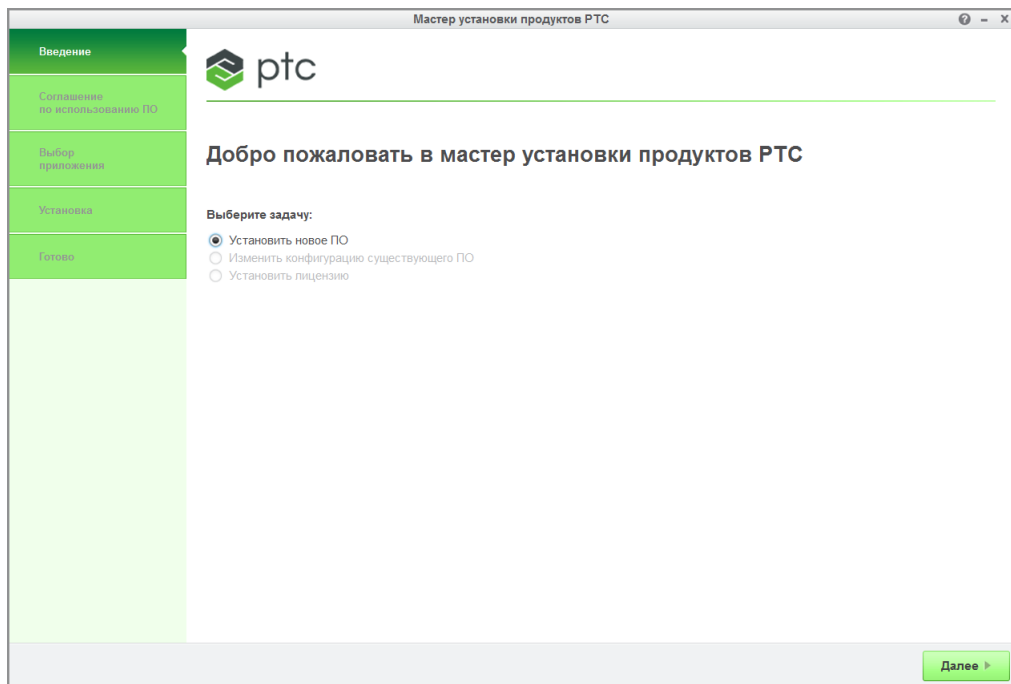 Мастер установки продуктов PTC
Введение
ptc
Соглашение
по использованию ПО
Выбор
приложения
Установка
Готово
Добро пожаловать в мастер установки продуктов PTC
Выберите задачу:
Установить новое ПО
Изменить конфигурацию существующего ПО
Установить лицензию
Далее